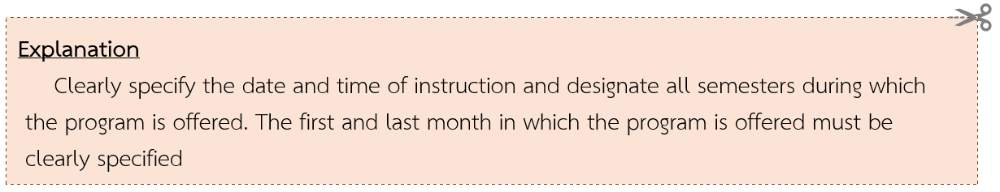 Explanation
Clearly specify the date and time of instruction and designate all semesters during which
the program is offered. The first and last month in which the program is offered must be
clearly specified